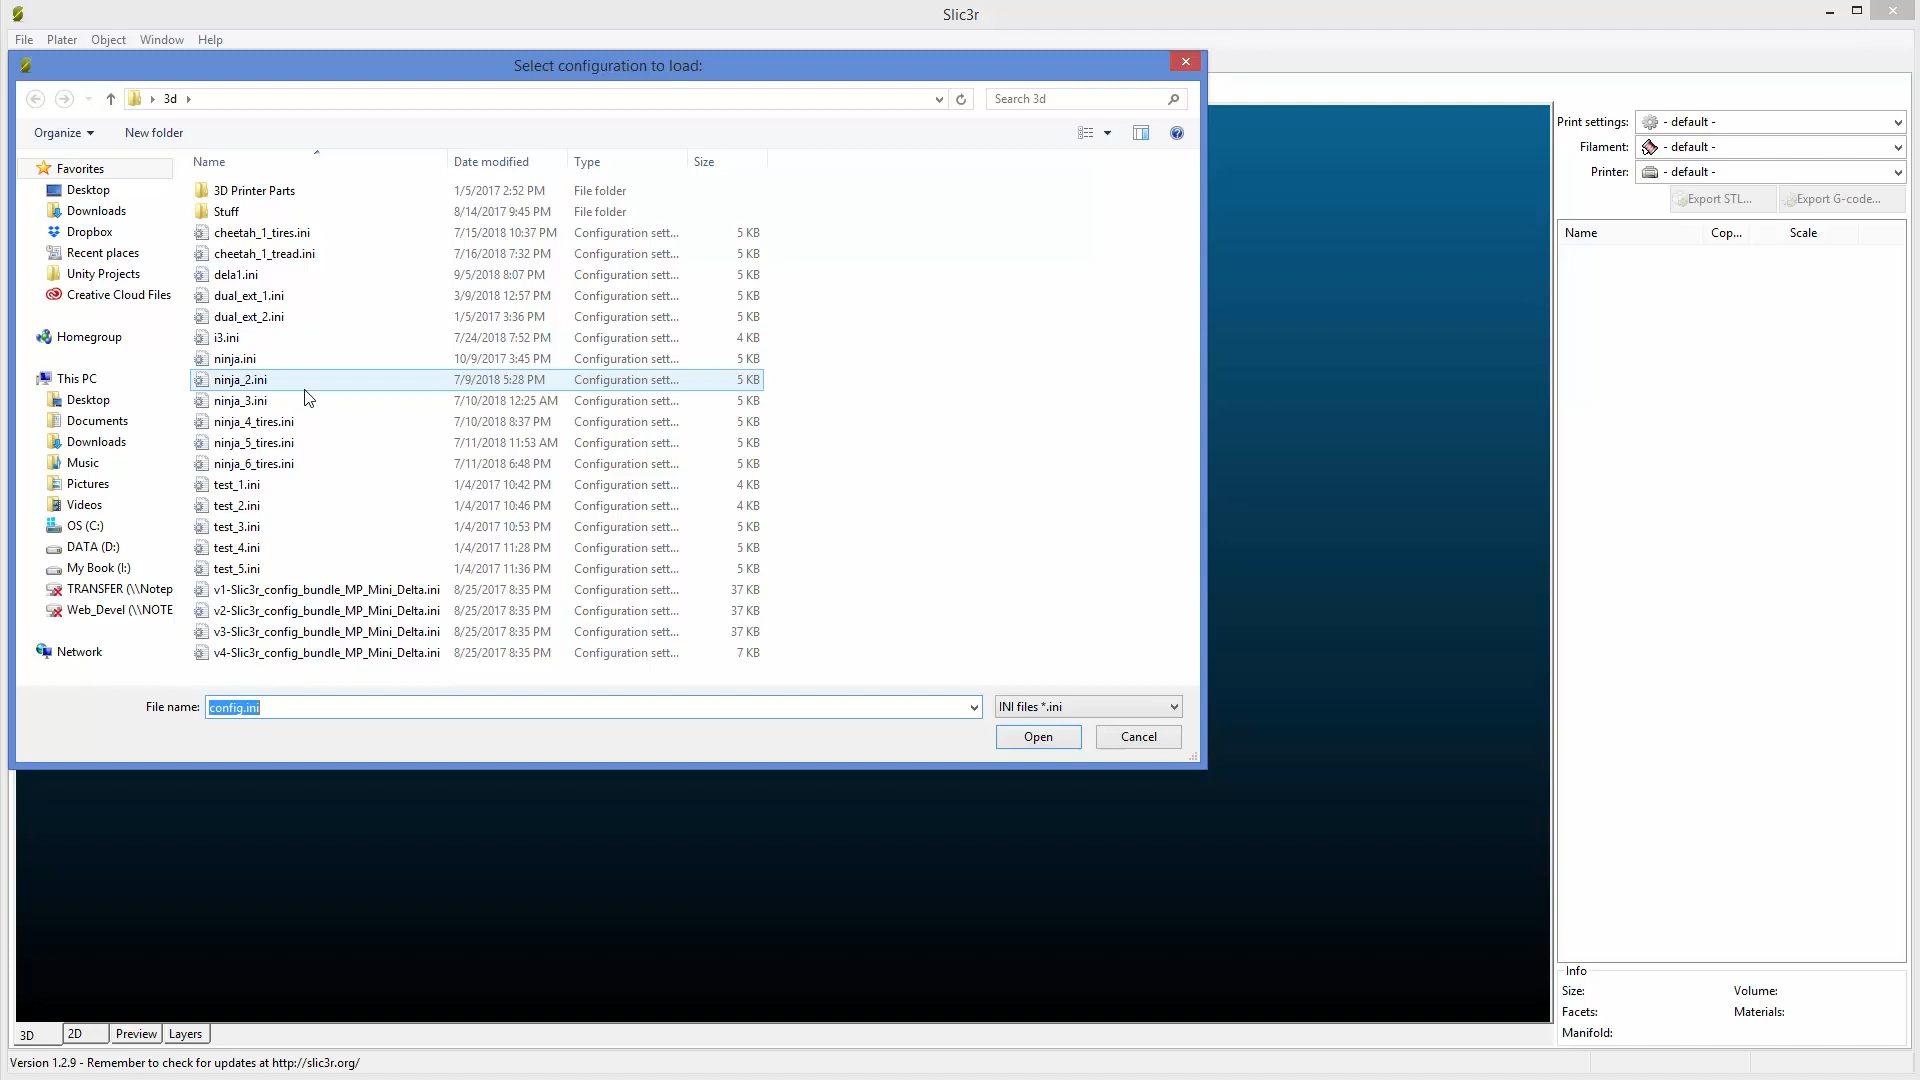 Slic3r
File Plater Object Window Help
Select configuration to load:
3d
Search 3d
Organize New folder
Name Date modified Type Size
Favorites
Desktop
Downloads
Dropbox
Recent places
Unity Projects
Creative Cloud Files
Homegroup
This PC
Desktop
Documents
Downloads
Music
Pictures
Videos
OS (C:)
DATA (D:)
My Book (I:)
TRANSFER (\\Notep
Web_Devel (\\NOTE
Network
3D Printer Parts 1/5/2017 2:52 PM File folder
Stuff 8/14/2017 9:45 PM File folder
cheetah_1_tires.ini 7/15/2018 10:37 PM Configuration sett... 5 KB
cheetah_1_tread.ini 7/16/2018 7:32 PM Configuration sett... 5 KB
dela1.ini 9/5/2018 8:07 PM Configuration sett... 5 KB
dual_ext_1.ini 3/9/2018 12:57 PM Configuration sett... 5 KB
dual_ext_2.ini 1/5/2017 3:36 PM Configuration sett... 5 KB
i3.ini 7/24/2018 7:52 PM Configuration sett... 4 KB
ninja.ini 10/9/2017 3:45 PM Configuration sett... 5 KB
ninja_2.ini 7/9/2018 5:28 PM Configuration sett... 5 KB
ninja_3.ini 7/10/2018 12:25 AM Configuration sett... 5 KB
ninja_4_tires.ini 7/10/2018 8:37 PM Configuration sett... 5 KB
ninja_5_tires.ini 7/11/2018 11:53 AM Configuration sett... 5 KB
ninja_6_tires.ini 7/11/2018 6:48 PM Configuration sett... 5 KB
test_1.ini 1/4/2017 10:42 PM Configuration sett... 4 KB
test_2.ini 1/4/2017 10:46 PM Configuration sett... 4 KB
test_3.ini 1/4/2017 10:53 PM Configuration sett... 5 KB
test_4.ini 1/4/2017 11:28 PM Configuration sett... 5 KB
test_5.ini 1/4/2017 11:36 PM Configuration sett... 5 KB
v1-Slic3r_config_bundle_MP_Mini_Delta.ini 8/25/2017 8:35 PM Configuration sett... 37 KB
v2-Slic3r_config_bundle_MP_Mini_Delta.ini 8/25/2017 8:35 PM Configuration sett... 37 KB
v3-Slic3r_config_bundle_MP_Mini_Delta.ini 8/25/2017 8:35 PM Configuration sett... 37 KB
v4-Slic3r_config_bundle_MP_Mini_Delta.ini 8/25/2017 8:35 PM Configuration sett... 7 KB
File name: config.ini INI files *.ini
Open Cancel
Print settings: - default -
Filament: - default -
Printer: - default -
Export STL... Export G-code...
Name Cop... Scale
Info
Size: Volume:
Facets: Materials:
Manifold:
3D 2D Preview Layers
Version 1.2.9 - Remember to check for updates at http://slic3r.org/